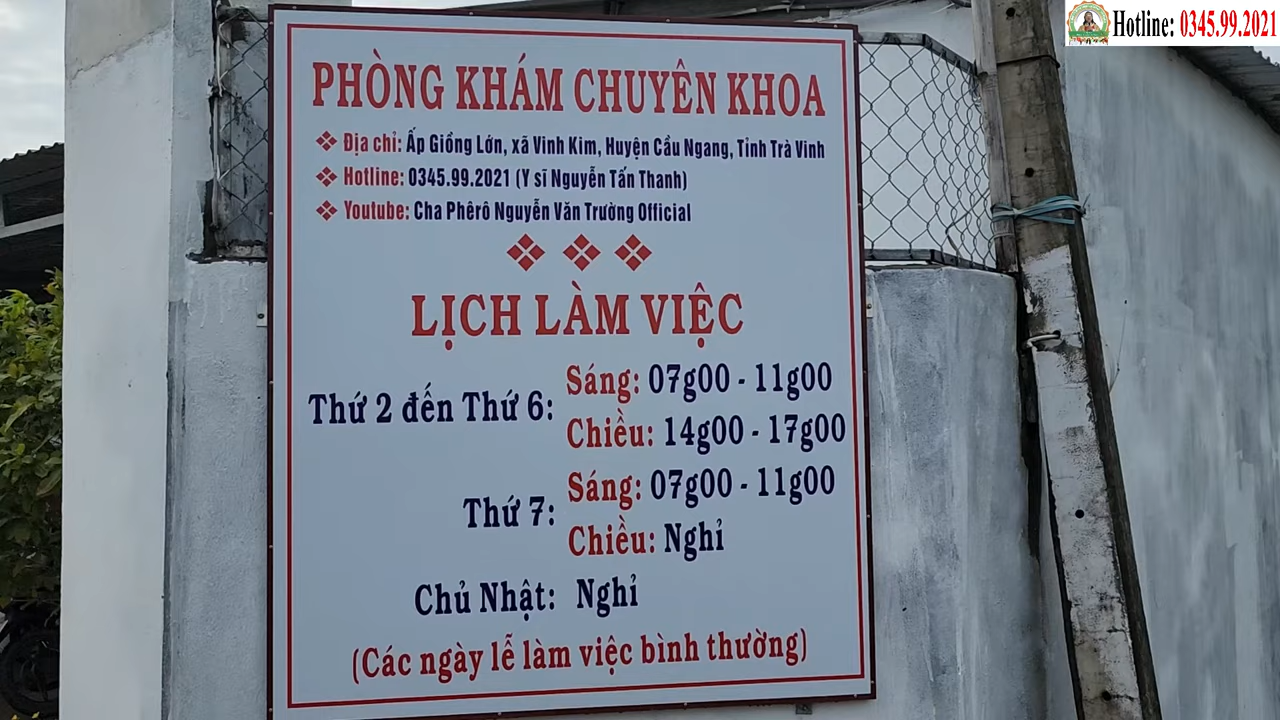 Hotline: 0345.99.2021
PHÒNG KHÁM CHUYÊN KHOA
Địa chỉ: Ấp Giồng Lớn, xã Vinh Kim, Huyện Cầu Ngang, Tỉnh Trà Vinh
Hotline: 0345.99.2021 (Y sĩ Nguyễn Tấn Thanh)
Youtube: Cha Phêrô Nguyễn Văn Trường Official
LỊCH LÀM VIỆC
Thứ 2 đến Thứ 6: Sáng: 07g00 - 11g00
Chiều: 14g00 - 17g00
Thứ 7: Sáng: 07g00 - 11g00
Chiều: Nghỉ
Chủ Nhật: Nghỉ
(Các ngày lễ làm việc bình thường)